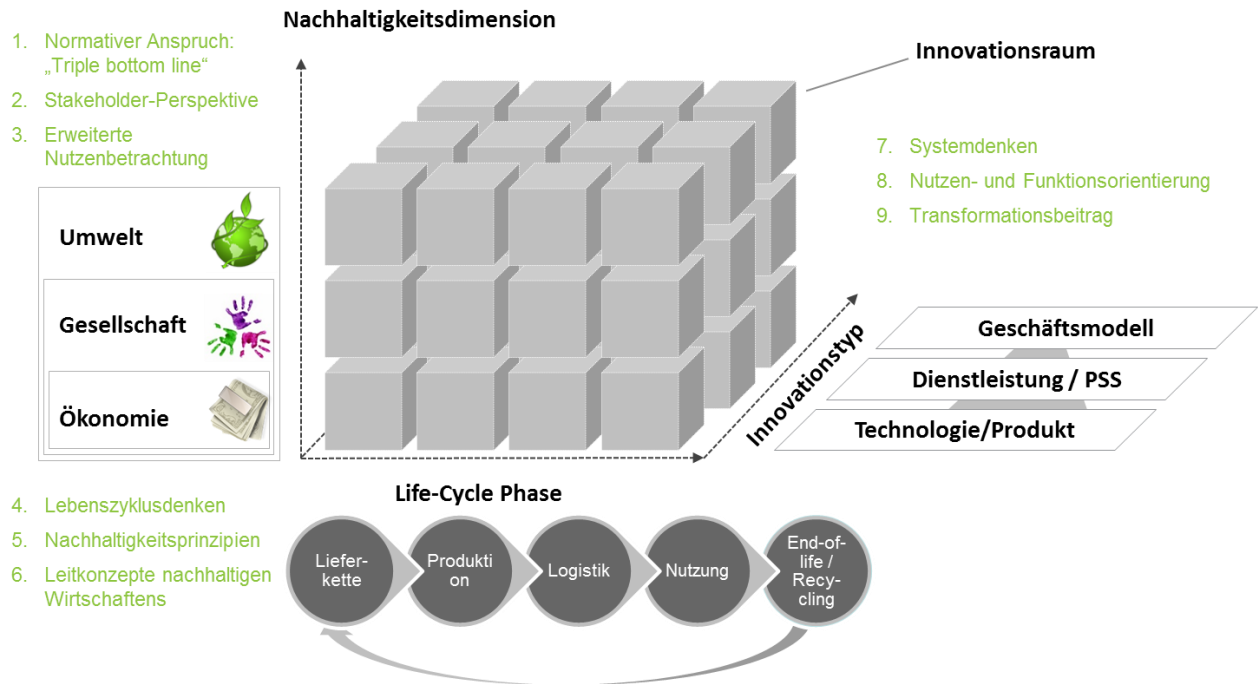 Nachhaltigkeitsdimension
1. Normativer Anspruch:
„Triple bottom line“
2. Stakeholder-Perspektive
3. Erweiterte
Nutzenbetrachtung
Innovationsraum
7. Systemdenken
8. Nutzen- und Funktionsorientierung
9. Transformationsbeitrag
Umwelt
Gesellschaft
Ökonomie
Innovationstyp
Geschäftsmodell
Dienstleistung / PSS
Technologie/Produkt
4. Lebenszyklusdenken
5. Nachhaltigkeitsprinzipien
6. Leitkonzepte nachhaltigen
Wirtschaftens
Life-Cycle Phase
Liefer-
kette
Produkti
on
Logistik
Nutzung
End-of-
life /
Recy-
cling